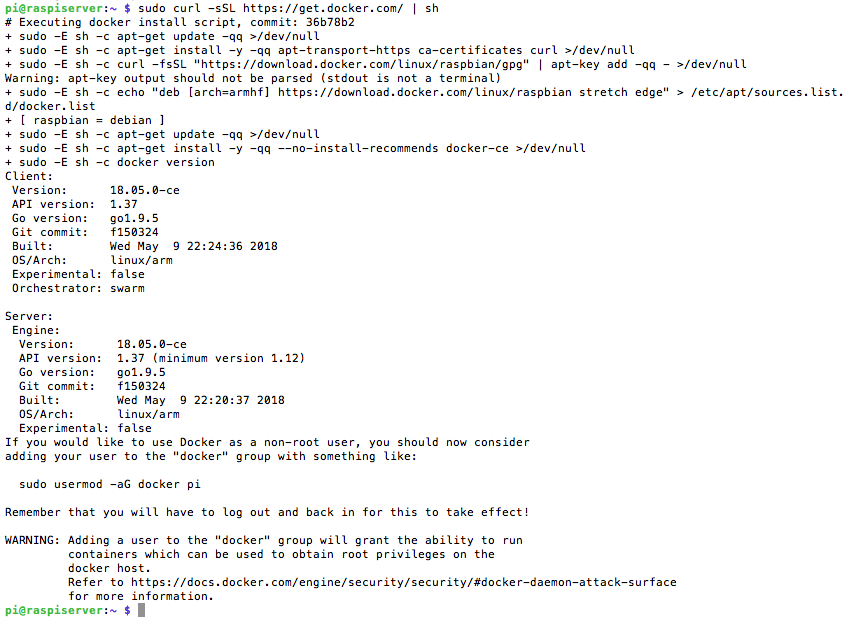 pi@raspiserver:~ $ sudo curl -sSL https://get.docker.com/ | sh
# Executing docker install script, commit: 36b78b2
+ sudo -E sh -c apt-get update -qq >/dev/null
+ sudo -E sh -c apt-get install -y -qq apt-transport-https ca-certificates curl >/dev/null
+ sudo -E sh -c curl -fsSL "https://download.docker.com/linux/raspbian/gpg" | apt-key add -qq - >/dev/null
Warning: apt-key output should not be parsed (stdout is not a terminal)
+ sudo -E sh -c echo "deb [arch=armhf] https://download.docker.com/linux/raspbian stretch edge" > /etc/apt/sources.list.
d/docker.list
+ [ raspbian = debian ]
+ sudo -E sh -c apt-get update -qq >/dev/null
+ sudo -E sh -c apt-get install -y -qq --no-install-recommends docker-ce >/dev/null
+ sudo -E sh -c docker version
Client:
 Version:      18.05.0-ce
 API version:  1.37
 Go version:   go1.9.5
 Git commit:   f150324
 Built:        Wed May  9 22:24:36 2018
 OS/Arch:      linux/arm
 Experimental: false
 Orchestrator: swarm

Server:
 Engine:
  Version:      18.05.0-ce
  API version:  1.37 (minimum version 1.12)
  Go version:   go1.9.5
  Git commit:   f150324
  Built:        Wed May  9 22:20:37 2018
  OS/Arch:      linux/arm
  Experimental: false
If you would like to use Docker as a non-root user, you should now consider
adding your user to the "docker" group with something like:

  sudo usermod -aG docker pi

Remember that you will have to log out and back in for this to take effect!

WARNING: Adding a user to the "docker" group will grant the ability to run
         containers which can be used to obtain root privileges on the
         docker host.
         Refer to https://docs.docker.com/engine/security/security/#docker-daemon-attack-surface
         for more information.
pi@raspiserver:~ $